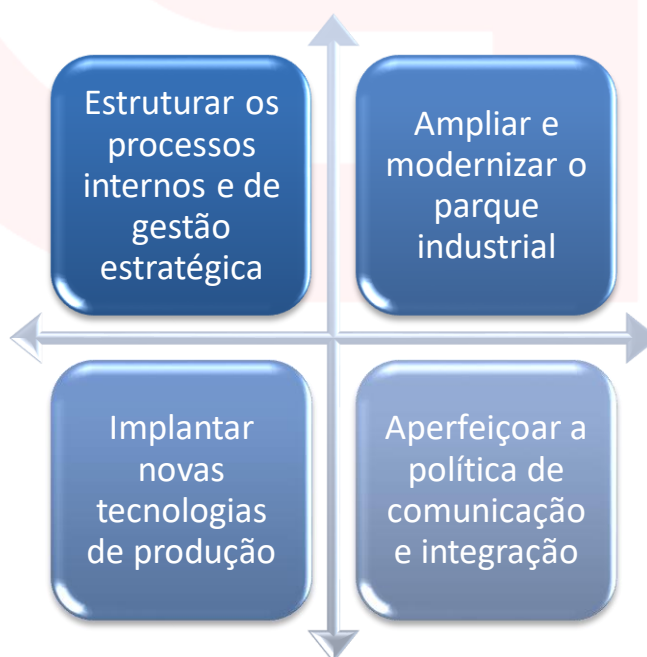 Estruturar os
processos
internos e de
gestão
estratégica
Ampliar e
modernizar o
parque
industrial
Implantar
novas
tecnologias
de produção
Aperfeiçoar a
política de
comunicação
e integração